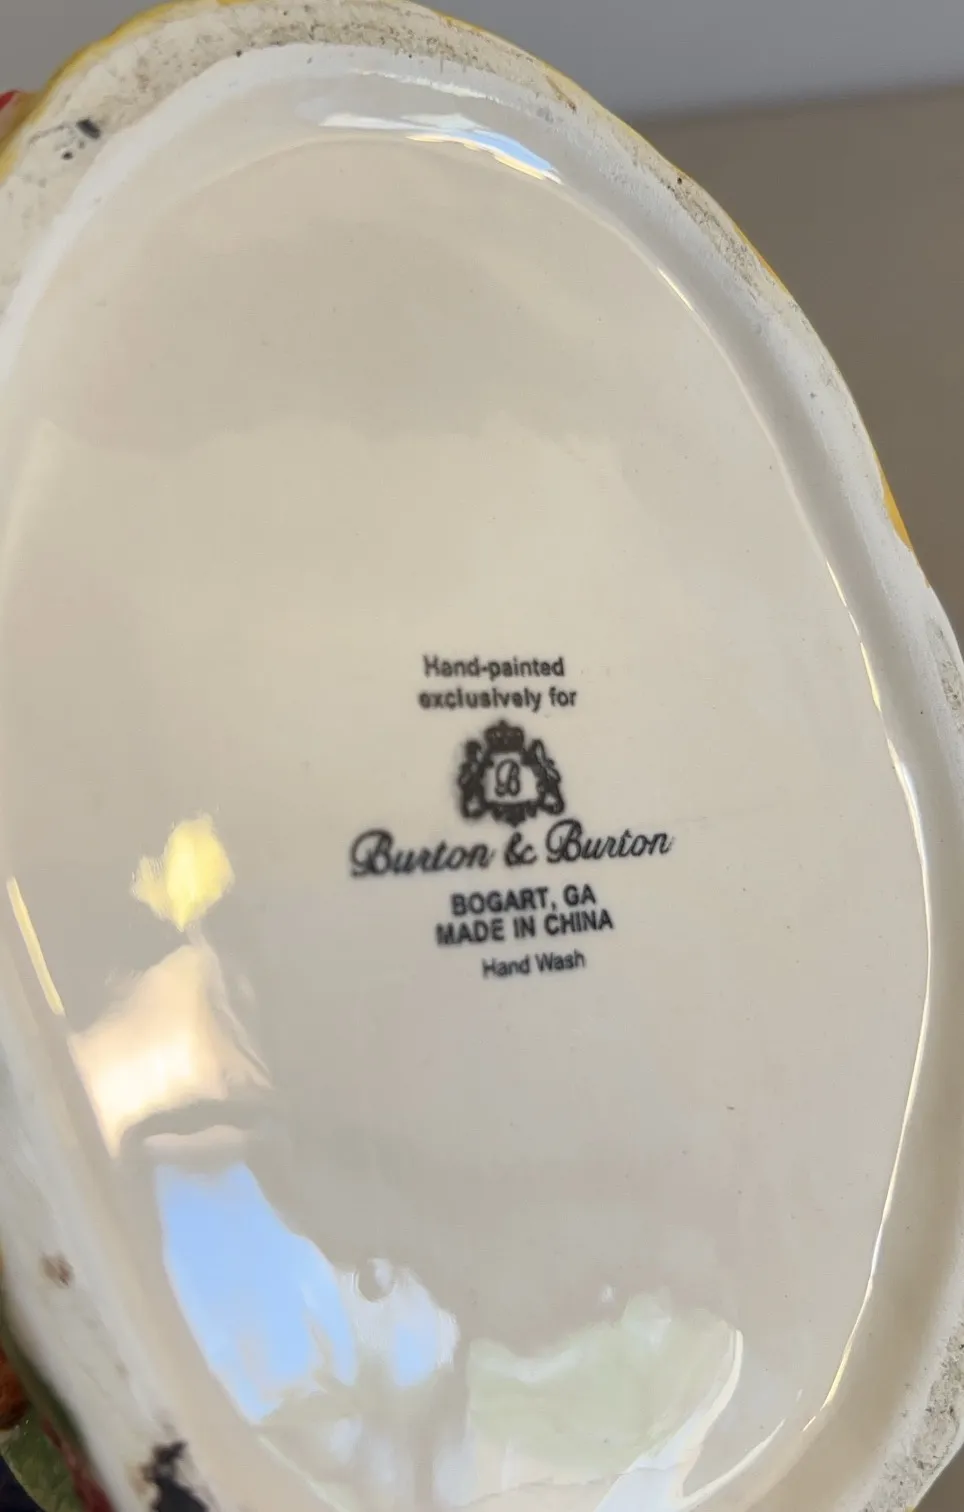 Hand-painted
exclusively for
B
Burton & Burton
BOGART, GA
MADE IN CHINA
Hand Wash